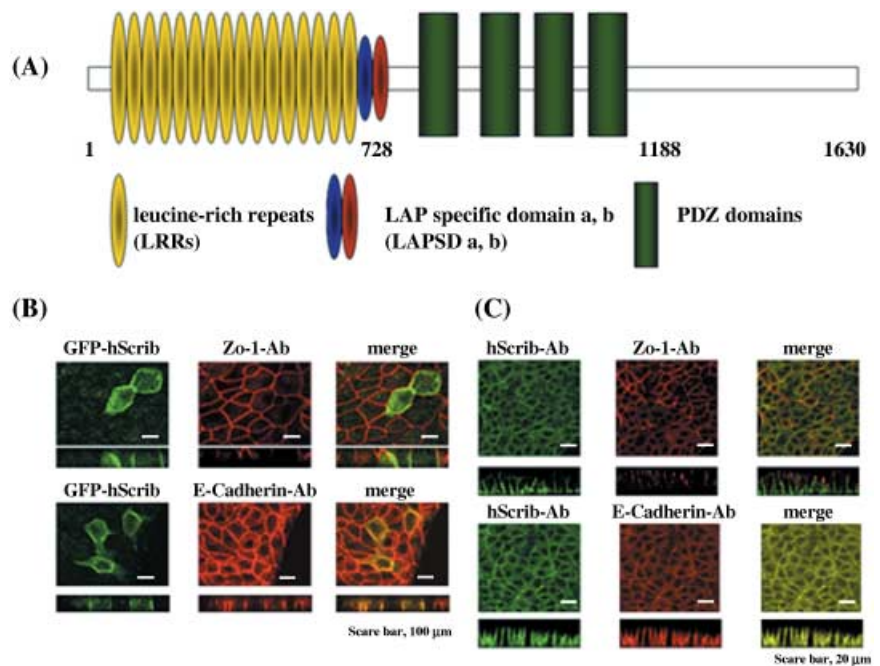 (A)
1 728 1188 1630
leucine-rich repeats
(LRRs)
LAP specific domain a, b
(LAPSD a, b)
PDZ domains
(B)
GFP-hScrib Zo-1-Ab merge
GFP-hScrib E-Cadherin-Ab merge
Scare bar, 100 μm
(C)
hScrib-Ab Zo-1-Ab merge
hScrib-Ab E-Cadherin-Ab merge
Scare bar, 20 μm